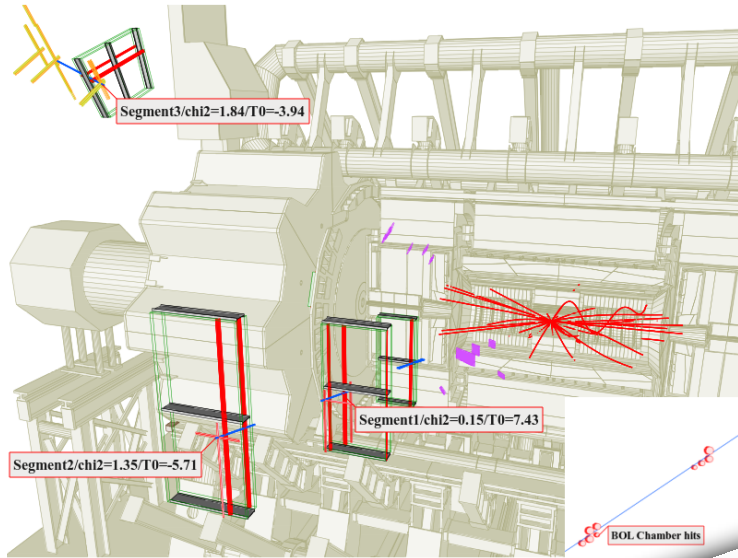 Segment3/chi2=1.84/T0=-3.94
Segment1/chi2=0.15/T0=7.43
Segment2/chi2=1.35/T0=-5.71
BOL Chamber hits